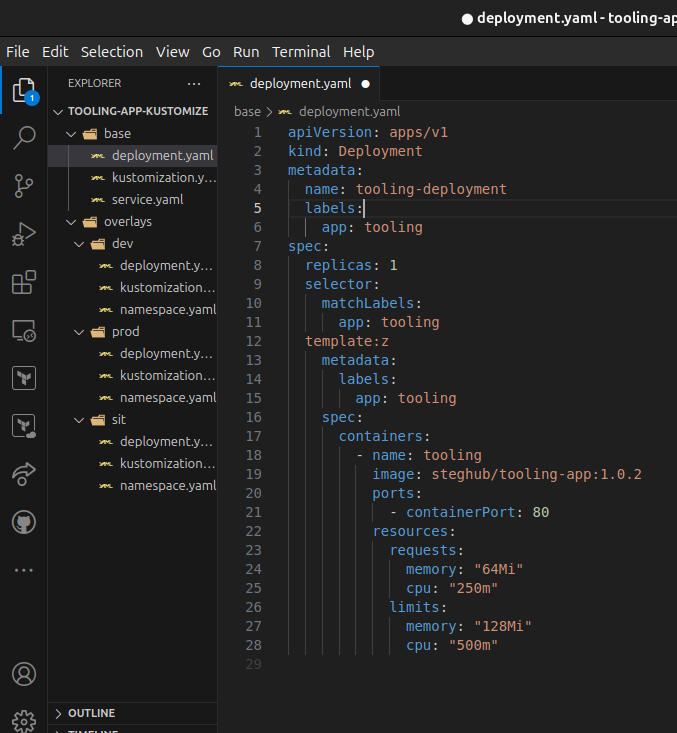 ● deployment.yaml - tooling-ap
File Edit Selection View Go Run Terminal Help
EXPLORER ...
TOOLING-APP-KUSTOMIZE
base
deployment.yaml
kustomization.y...
service.yaml
overlays
dev
deployment.y...
kustomization...
namespace.yaml
prod
deployment.y...
kustomization...
namespace.yaml
sit
deployment.y...
kustomization...
namespace.yaml
OUTLINE
TIMELINE
1
deployment.yaml ●
base > deployment.yaml
1 apiVersion: apps/v1
2 kind: Deployment
3 metadata:
4 name: tooling-deployment
5 labels:
6 app: tooling
7 spec:
8 replicas: 1
9 selector:
10 matchLabels:
11 app: tooling
12 template:z
13 metadata:
14 labels:
15 app: tooling
16 spec:
17 containers:
18 - name: tooling
19 image: steghub/tooling-app:1.0.2
20 ports:
21 - containerPort: 80
22 resources:
23 requests:
24 memory: "64Mi"
25 cpu: "250m"
26 limits:
27 memory: "128Mi"
28 cpu: "500m"
29